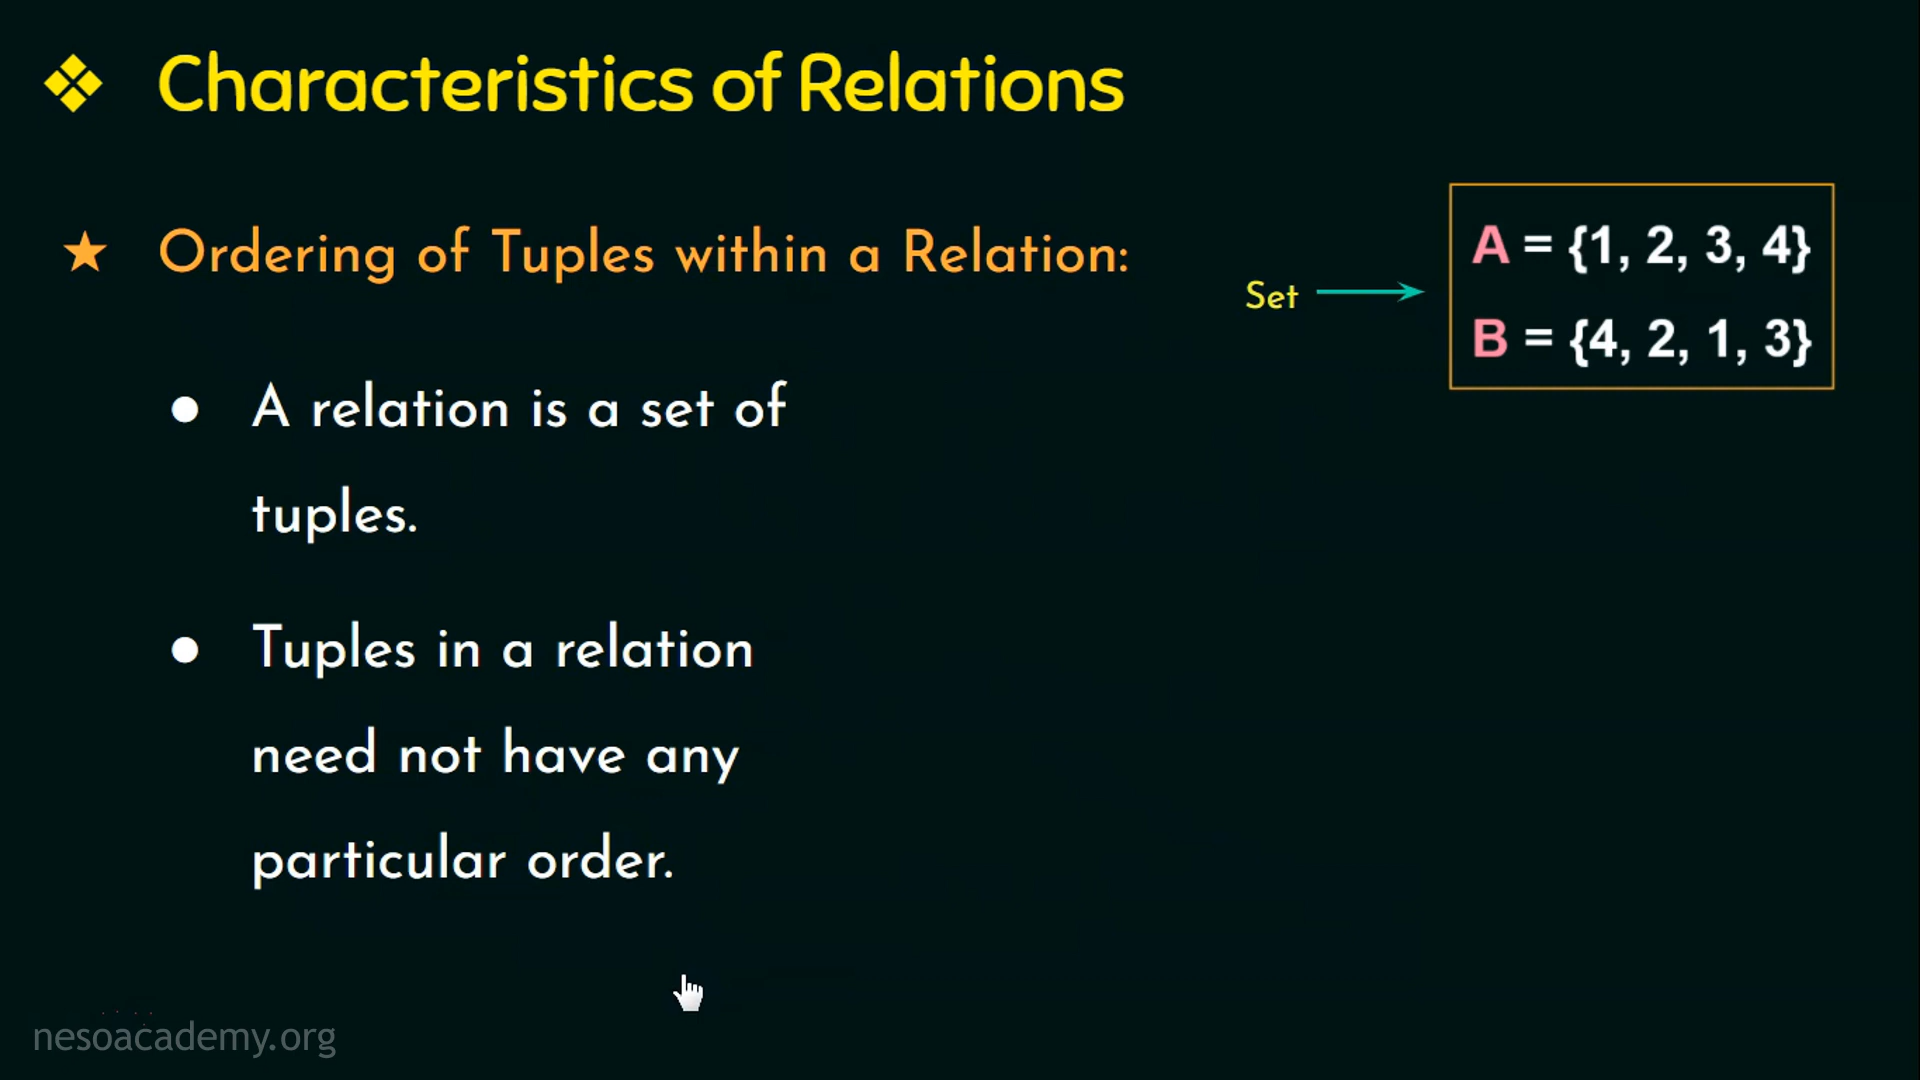 ❖ Characteristics of Relations
★ Ordering of Tuples within a Relation:
Set
A = {1, 2, 3, 4}
B = {4, 2, 1, 3}
● A relation is a set of
tuples.
● Tuples in a relation
need not have any
particular order.
nesoacademy.org